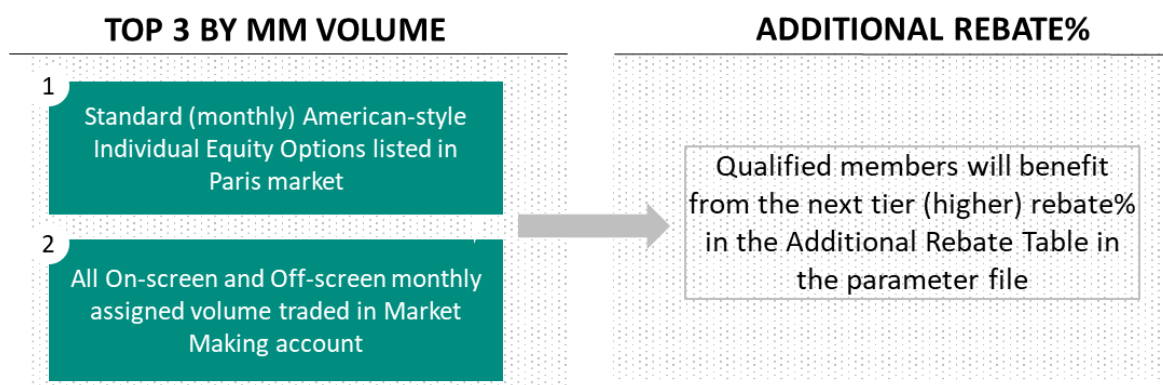 TOP 3 BY MM VOLUME
1
Standard (monthly) American-style
Individual Equity Options listed in
Paris market
2
All On-screen and Off-screen monthly
assigned volume traded in Market
Making account
ADDITIONAL REBATE%
Qualified members will benefit
from the next tier (higher) rebate%
in the Additional Rebate Table in
the parameter file